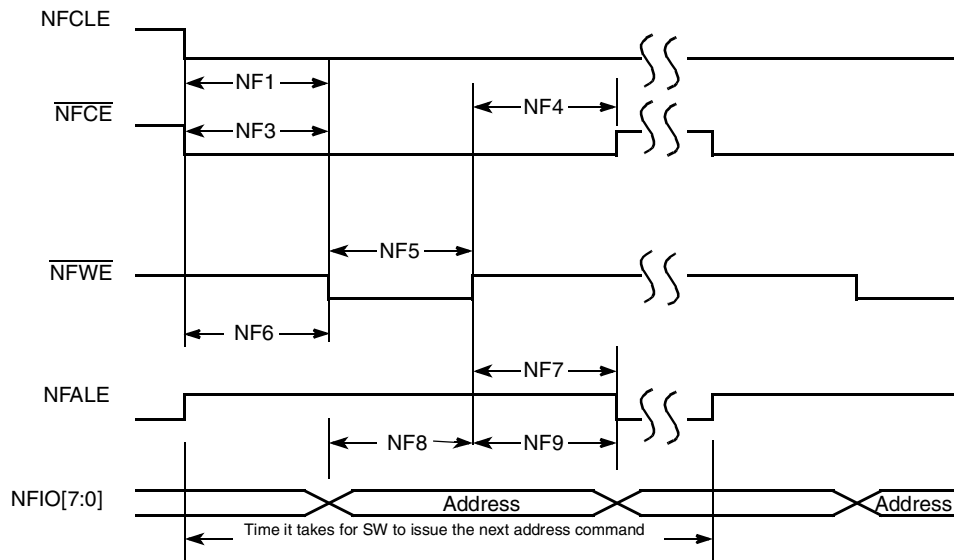 NFCLE
NF1
NF4
NFCE
NF3
NF5
NFWE
NF6
NF7
NFALE
NF8
NF9
NFIO[7:0]
Address
Address
Time it takes for SW to issue the next address command